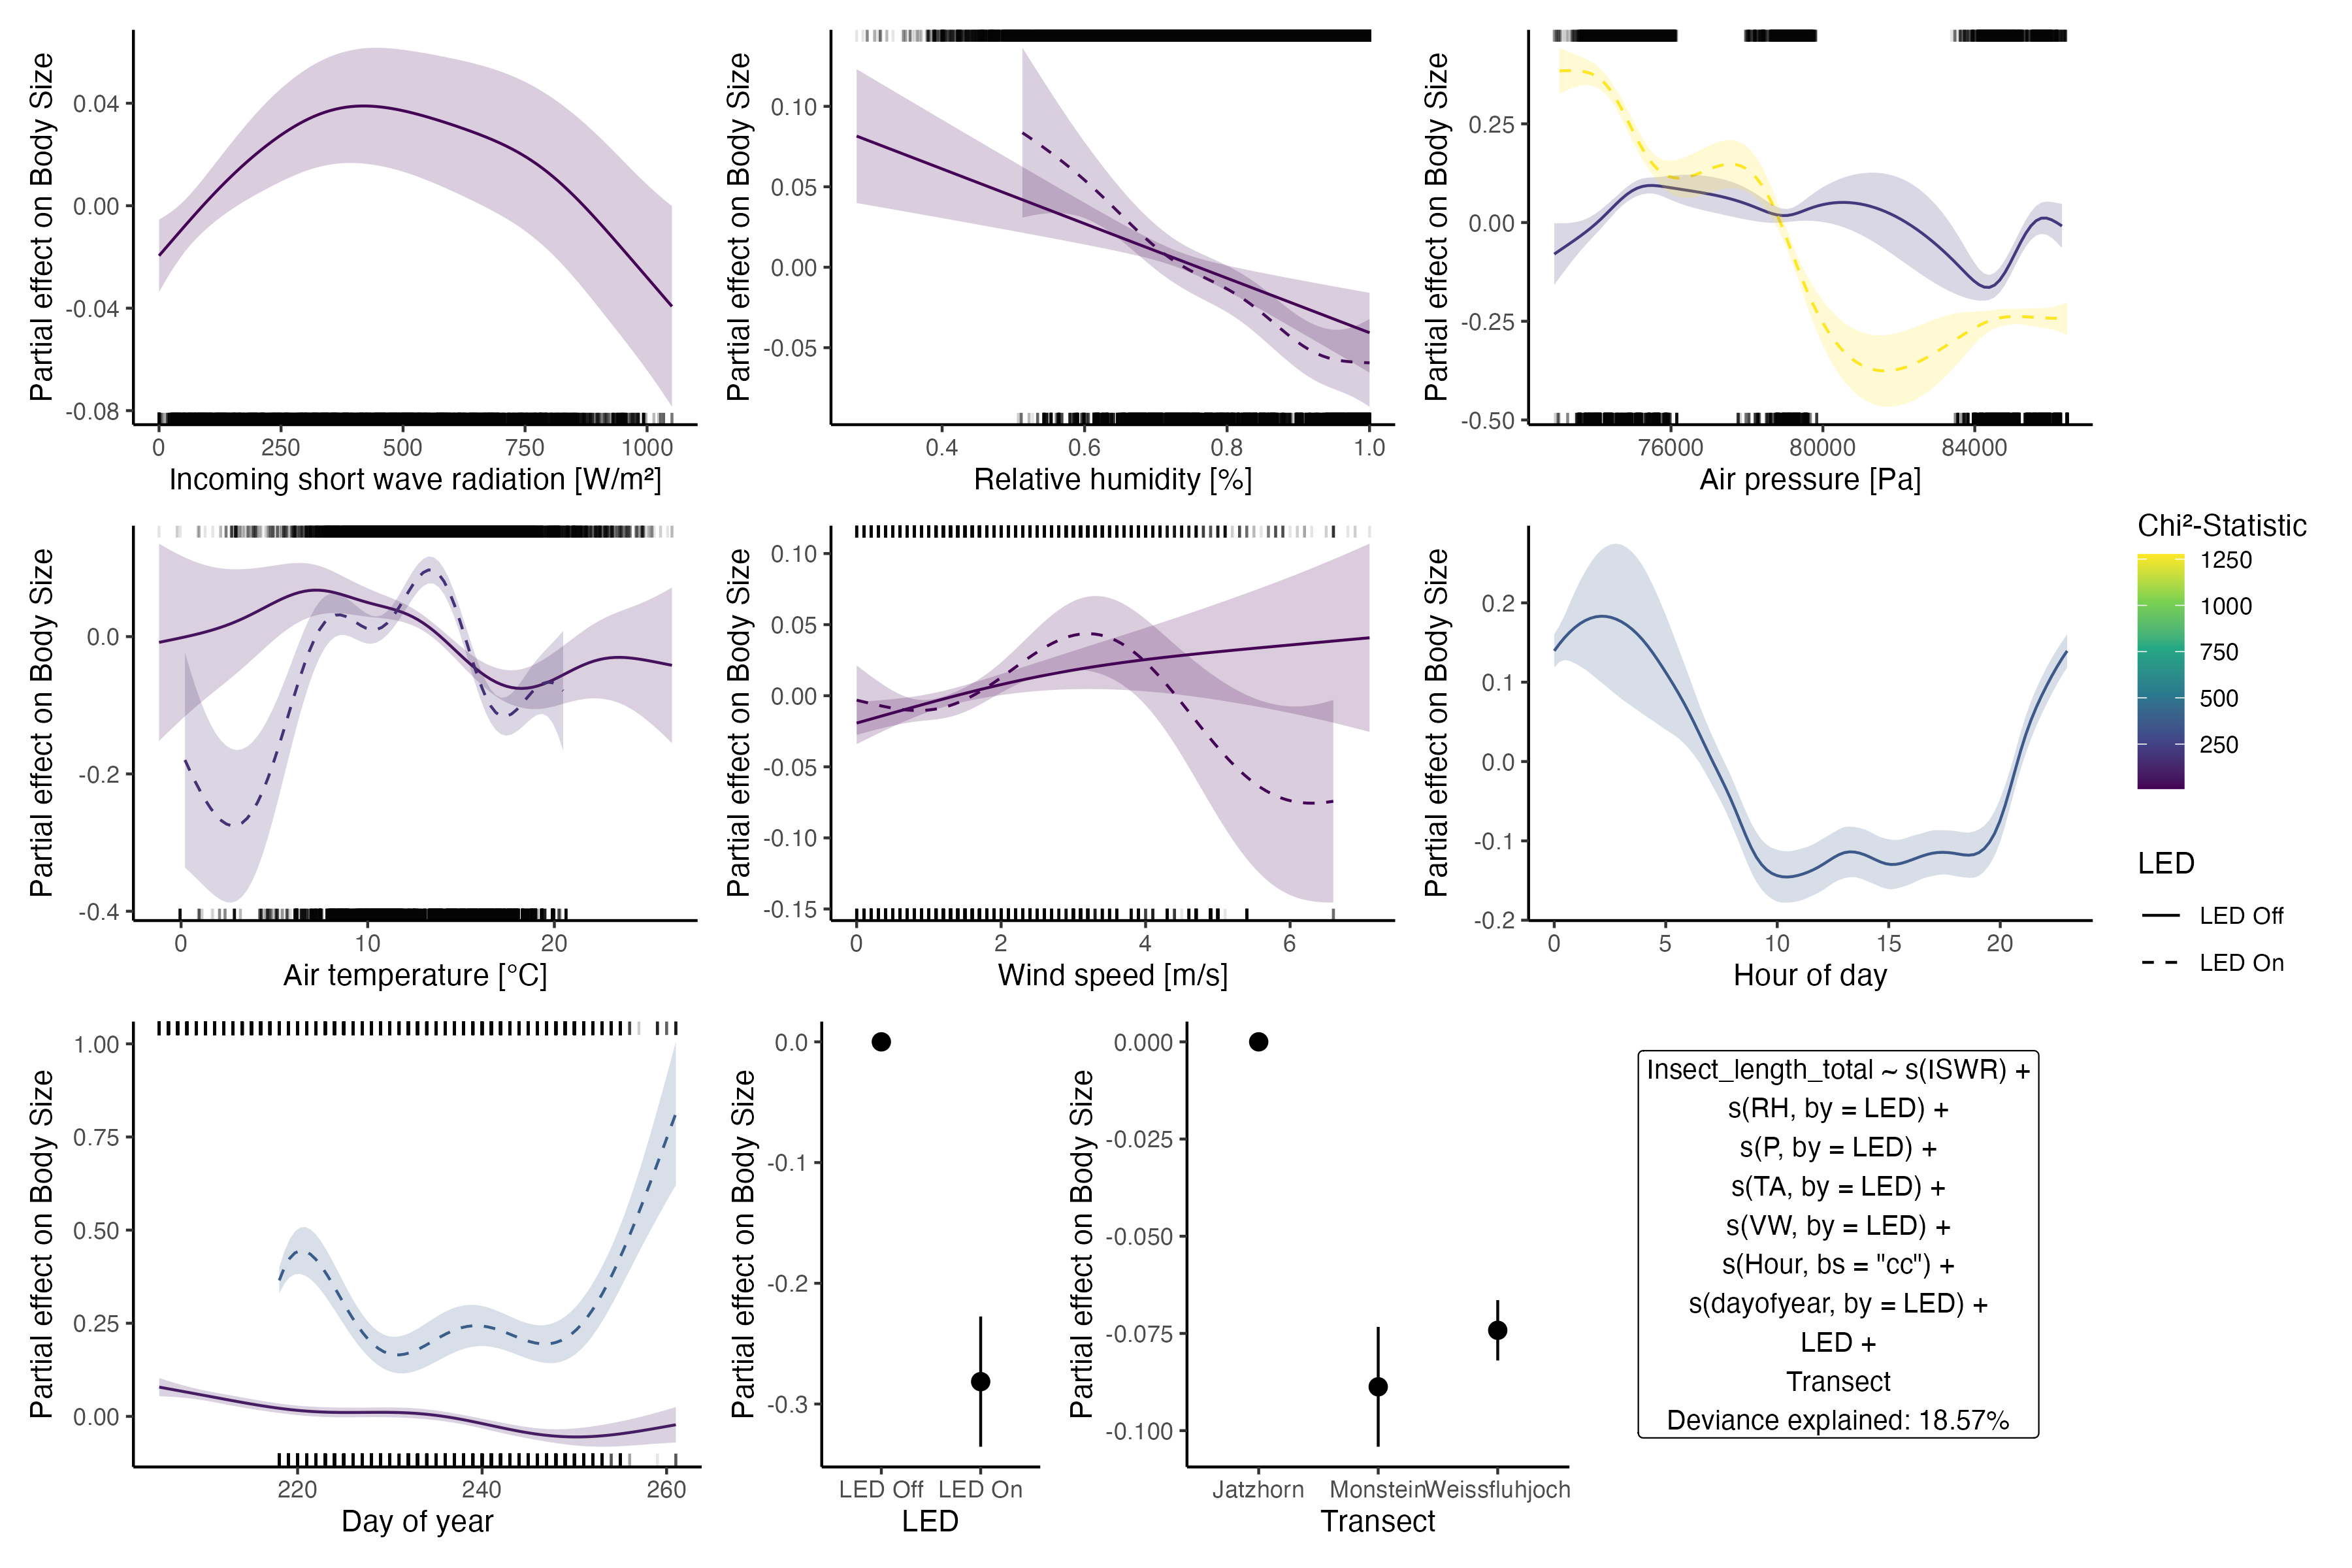 Partial effect on Body Size
0.04
0.00
-0.04
-0.08
0
250
500
750
1000
Incoming short wave radiation [W/m²]
Partial effect on Body Size
0.10
0.05
0.00
-0.05
0.4
0.6
0.8
1.0
Relative humidity [%]
Partial effect on Body Size
0.25
0.00
-0.25
-0.50
76000
80000
84000
Air pressure [Pa]
Partial effect on Body Size
0.0
-0.2
-0.4
0
10
20
Air temperature [°C]
Partial effect on Body Size
0.10
0.05
0.00
-0.05
-0.10
-0.15
0
2
4
6
Wind speed [m/s]
Partial effect on Body Size
0.2
0.1
0.0
-0.1
-0.2
0
5
10
15
20
Hour of day
Chi²-Statistic
1250
1000
750
500
250
LED
LED Off
LED On
Partial effect on Body Size
1.00
0.75
0.50
0.25
0.00
220
240
260
Day of year
Partial effect on Body Size
0.0
-0.1
-0.2
-0.3
LED Off
LED On
LED
Partial effect on Body Size
0.000
-0.025
-0.050
-0.075
-0.100
Jatzhorn
Monstein
Weissfluhjoch
Transect
Insect_length_total ~ s(ISWR) +
s(RH, by = LED) +
s(P, by = LED) +
s(TA, by = LED) +
s(VW, by = LED) +
s(Hour, bs = "cc") +
s(dayofyear, by = LED) +
LED +
Transect
Deviance explained: 18.57%